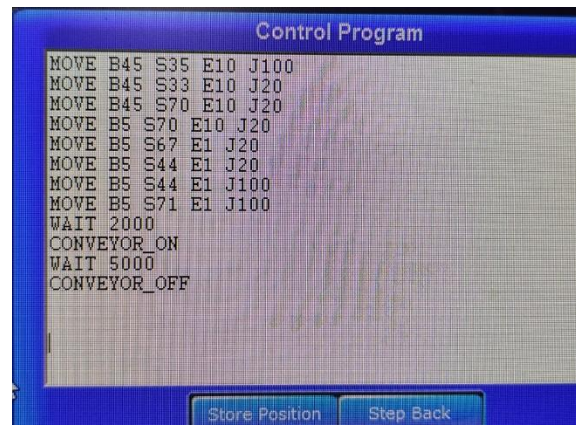 Control Program
MOVE B45 S35 E10 J100
MOVE B45 S33 E10 J20
MOVE B45 S70 E10 J20
MOVE B5 S70 E10 J20
MOVE B5 S67 E1 J20
MOVE B5 S44 E1 J20
MOVE B5 S44 E1 J100
MOVE B5 S71 E1 J100
WAIT 2000
CONVEYOR_ON
WAIT 5000
CONVEYOR_OFF
Store Position Step Back